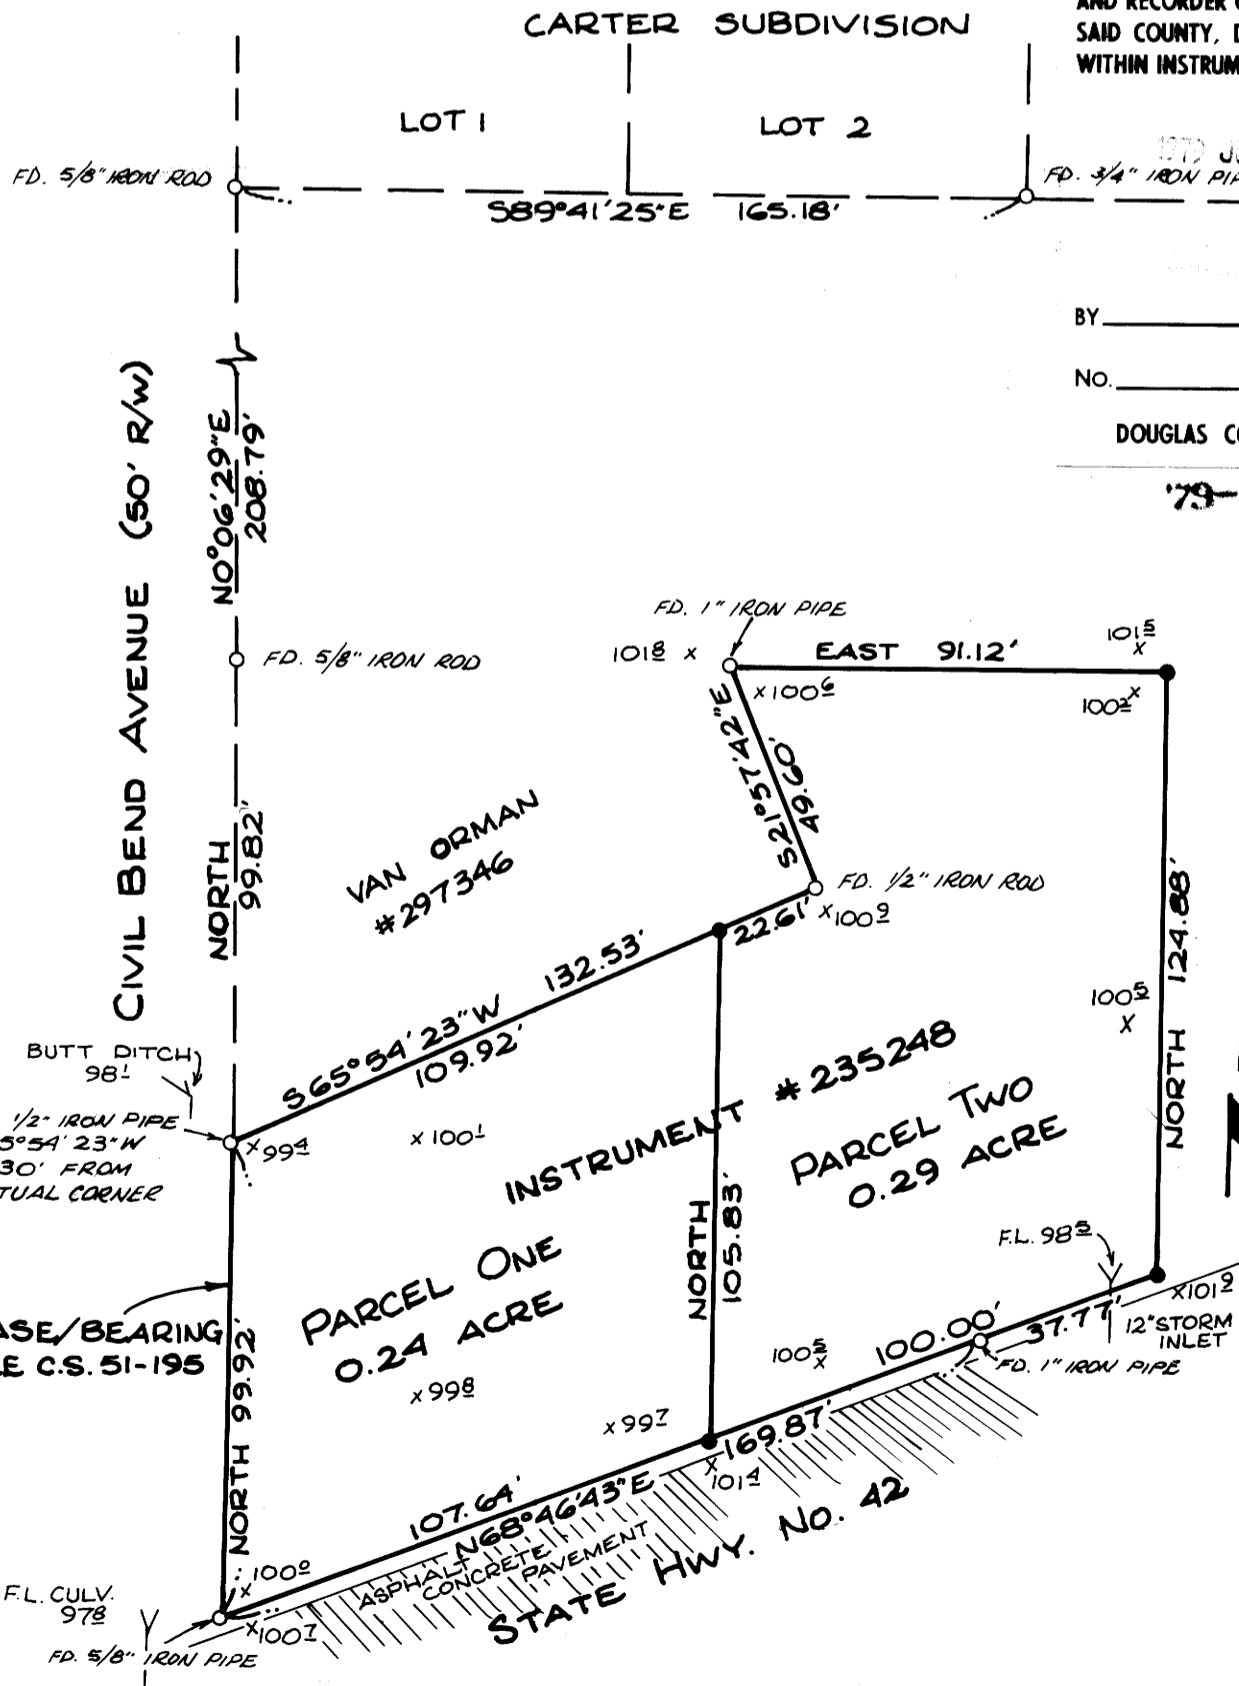 CARTER SUBDIVISION
AND RECORDER
SAID COUNTY,
WITHIN
LOT 1
LOT 2
FD. 5/8" IRON ROD
FD. 3/4" IRON
S89°41'25"E 165.18'
BY
NO.
DOUGLAS
'79-
CIVIL BEND AVENUE (50' R/W)
N0°06'29"E
208.79'
FD. 5/8" IRON ROD
FD. 1" IRON PIPE
101 8 x
EAST 91.12'
101 5
x
x 100 6
100 2 x
S21°57'42"E
49.60'
NORTH
99.82'
VAN ORMAN
#297346
FD. 1/2" IRON ROD
x 100 9
22.61'
132.53'
S65°54'23"W
109.92'
NORTH 124.88'
100 5
x
BUTT DITCH
98 1
1/2" IRON PIPE
5°54'23"W
30' FROM
CORNER
x 99 4
x 100 1
INSTRUMENT #235248
PARCEL TWO
0.29 ACRE
NORTH
105.83'
PARCEL ONE
0.24 ACRE
F.L. 98 5
x 101 9
12" STORM
INLET
/BEARING
C.S. 51-195
NORTH 99.92'
x 99 8
x 99 7
100 5
x
100.00'
37.77'
FD. 1" IRON PIPE
169.87'
x
101 4
107.64'
N68°46'43"E
ASPHALT
CONCRETE
PAVEMENT
STATE HWY. NO. 42
100 0
x
x 100 7
F.L. CULV.
97 8
FD. 5/8" IRON PIPE